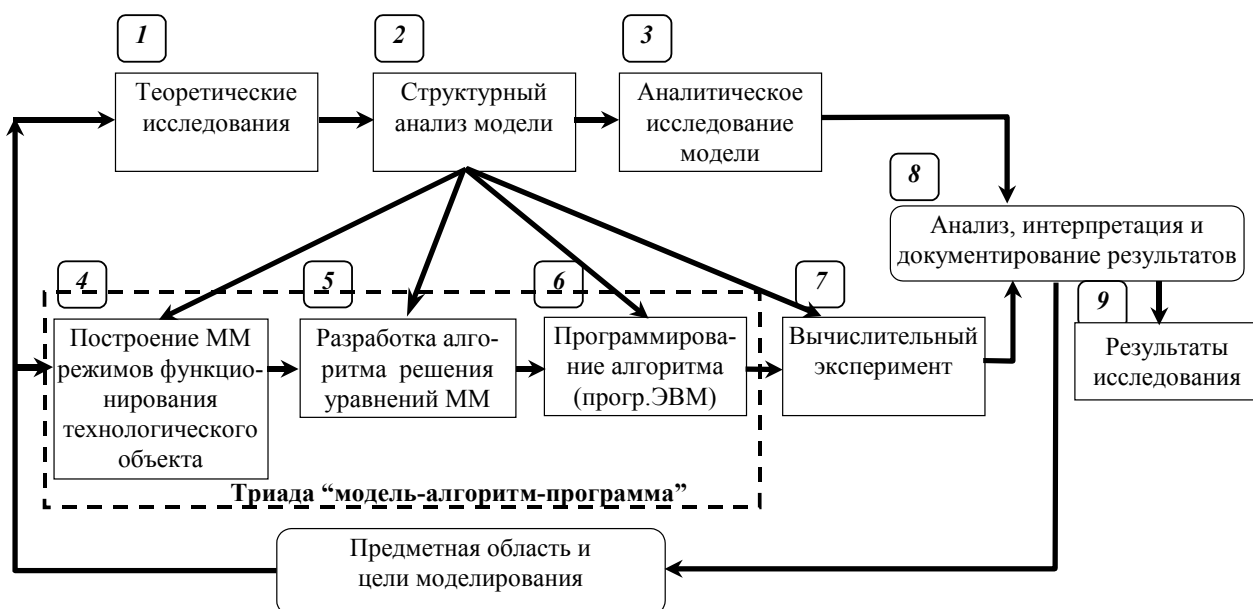 1
2
3
Теоретические
исследования
Структурный
анализ модели
Аналитическое
исследование
модели
8
Анализ, интерпретация и
документирование результатов
4
5
6
7
9
Построение ММ
режимов функцио-
нирования
технологического
объекта
Разработка алго-
ритма решения
уравнений ММ
Программирова-
ние алгоритма
(прогр.ЭВМ)
Вычислительный
эксперимент
Результаты
исследования
Триада “модель-алгоритм-программа”
Предметная область и
цели моделирования